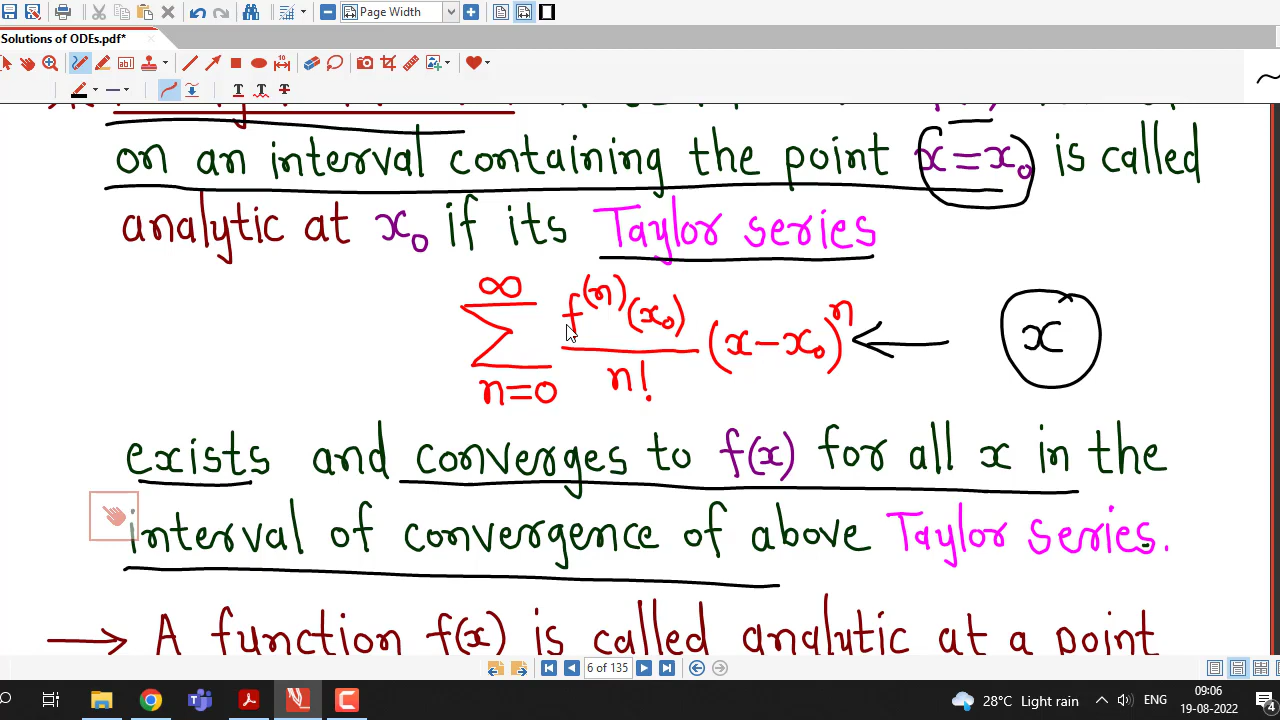 Page Width
Solutions of ODEs.pdf*
on an interval containing the point x = x₀ is called
analytic at x₀ if its Taylor series
∑_{n=0}^{∞} f^{(n)}(x₀)/n! (x−x₀)ⁿ ← x
exists and converges to f(x) for all x in the
interval of convergence of above Taylor series.
→ A function f(x) is called analytic at a point
6 of 135
28°C Light rain ENG 09:06
19-08-2022 4